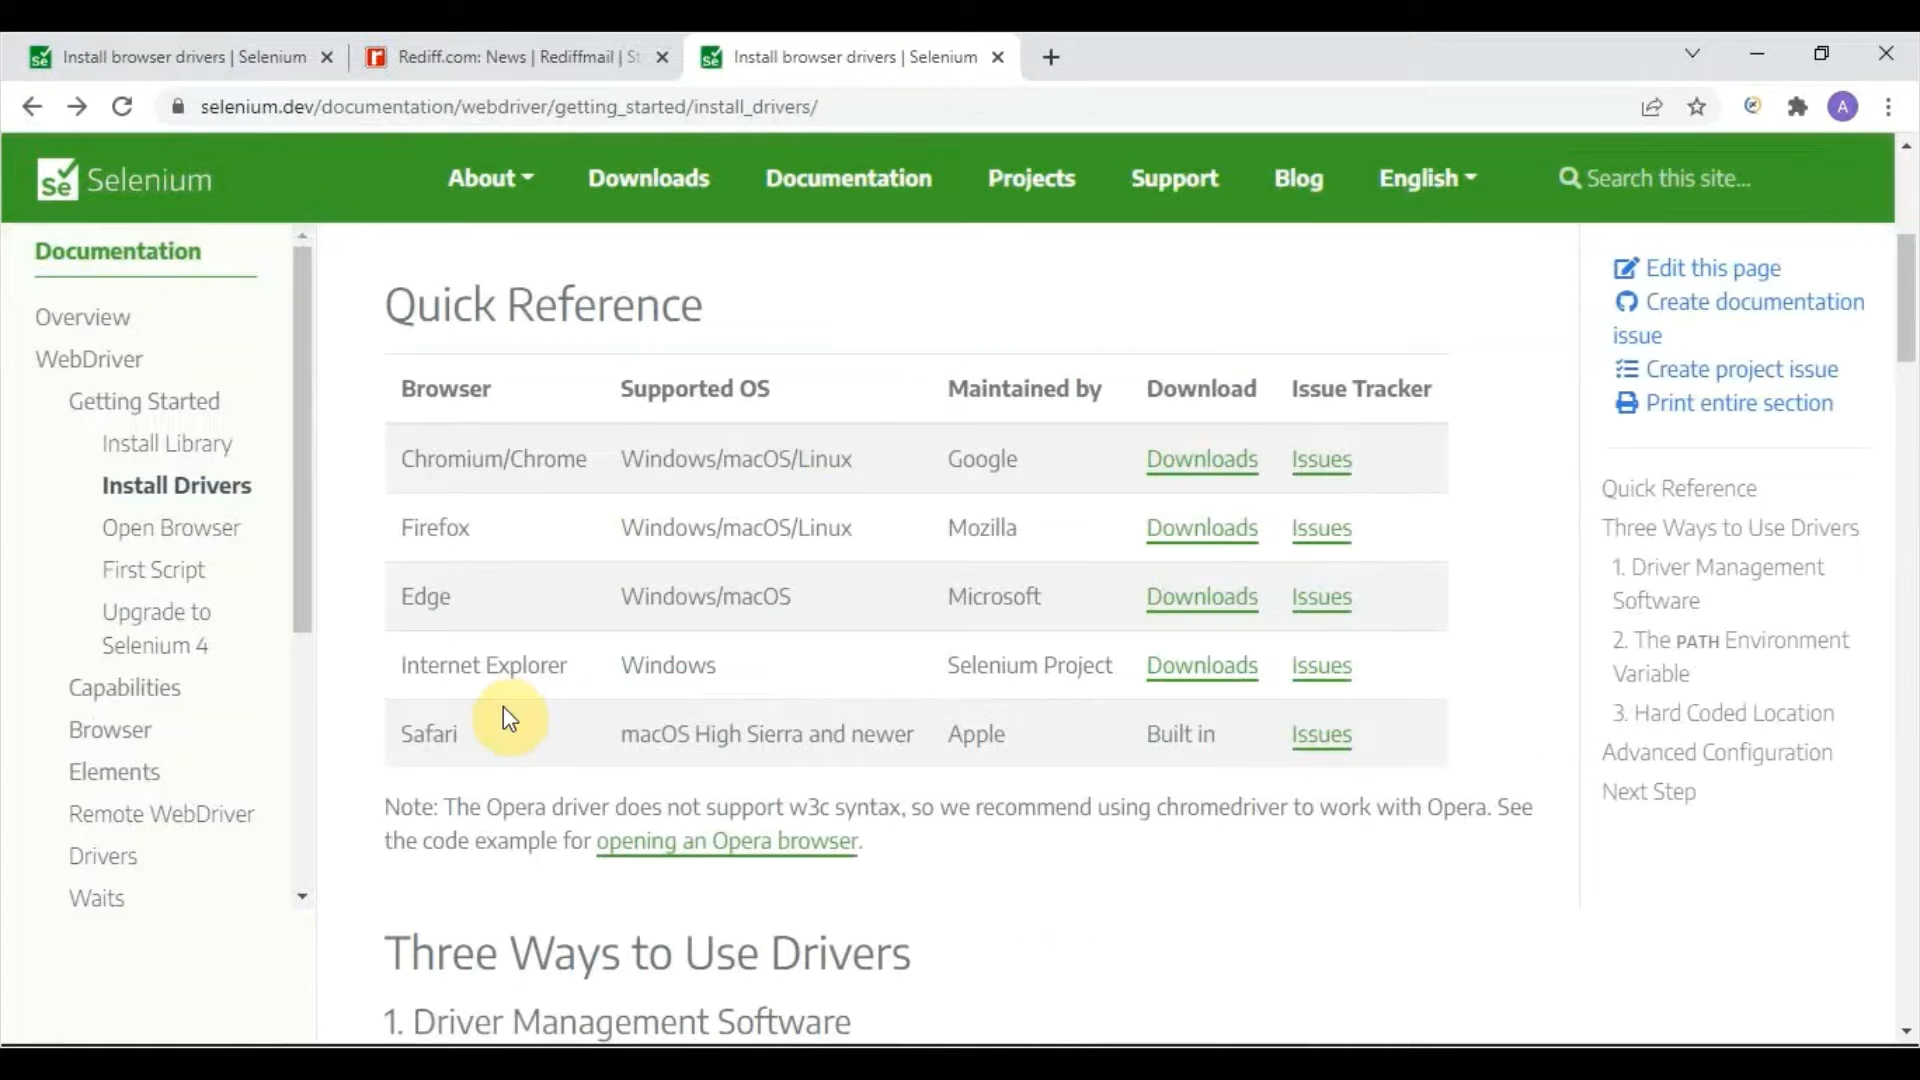 Install browser drivers | Selenium
Rediff.com: News | Rediffmail | St
Install browser drivers | Selenium
selenium.dev/documentation/webdriver/getting_started/install_drivers/
A
Se Selenium
About
Downloads
Documentation
Projects
Support
Blog
English
Search this site...
Documentation
Overview
WebDriver
Getting Started
Install Library
Install Drivers
Open Browser
First Script
Upgrade to
Selenium 4
Capabilities
Browser
Elements
Remote WebDriver
Drivers
Waits
Quick Reference
Browser Supported OS Maintained by Download Issue Tracker
Chromium/Chrome Windows/macOS/Linux Google Downloads Issues
Firefox Windows/macOS/Linux Mozilla Downloads Issues
Edge Windows/macOS Microsoft Downloads Issues
Internet Explorer Windows Selenium Project Downloads Issues
Safari macOS High Sierra and newer Apple Built in Issues
Note: The Opera driver does not support w3c syntax, so we recommend using chromedriver to work with Opera. See
the code example for opening an Opera browser.
Three Ways to Use Drivers
1. Driver Management Software
Edit this page
Create documentation
issue
Create project issue
Print entire section
Quick Reference
Three Ways to Use Drivers
1. Driver Management
Software
2. The PATH Environment
Variable
3. Hard Coded Location
Advanced Configuration
Next Step